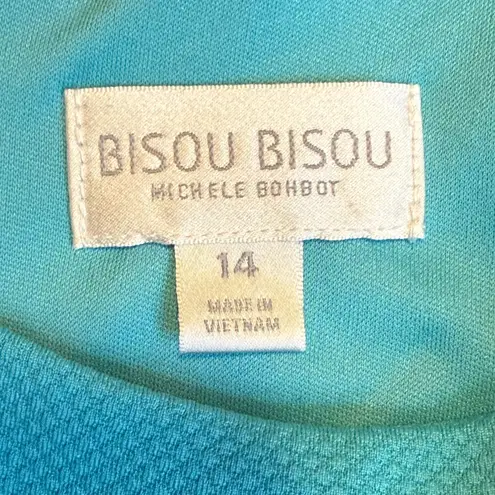 BISOU BISOU
MICHELE BOHBOT
14
MADE IN
VIETNAM